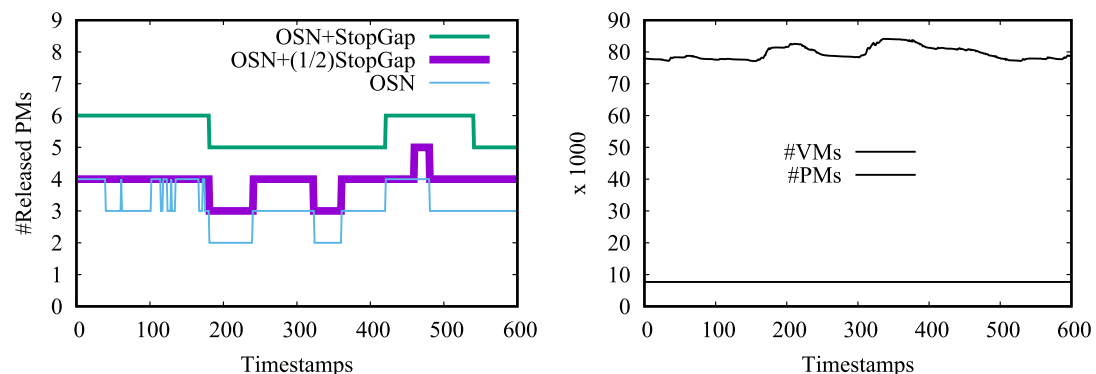 9
8
7
6
5
4
3
2
1
0
#Released PMs
OSN+StopGap
OSN+(1/2)StopGap
OSN
0 100 200 300 400 500 600
Timestamps
90
80
70
60
50
40
30
20
10
0
x 1000
#VMs
#PMs
0 100 200 300 400 500 600
Timestamps